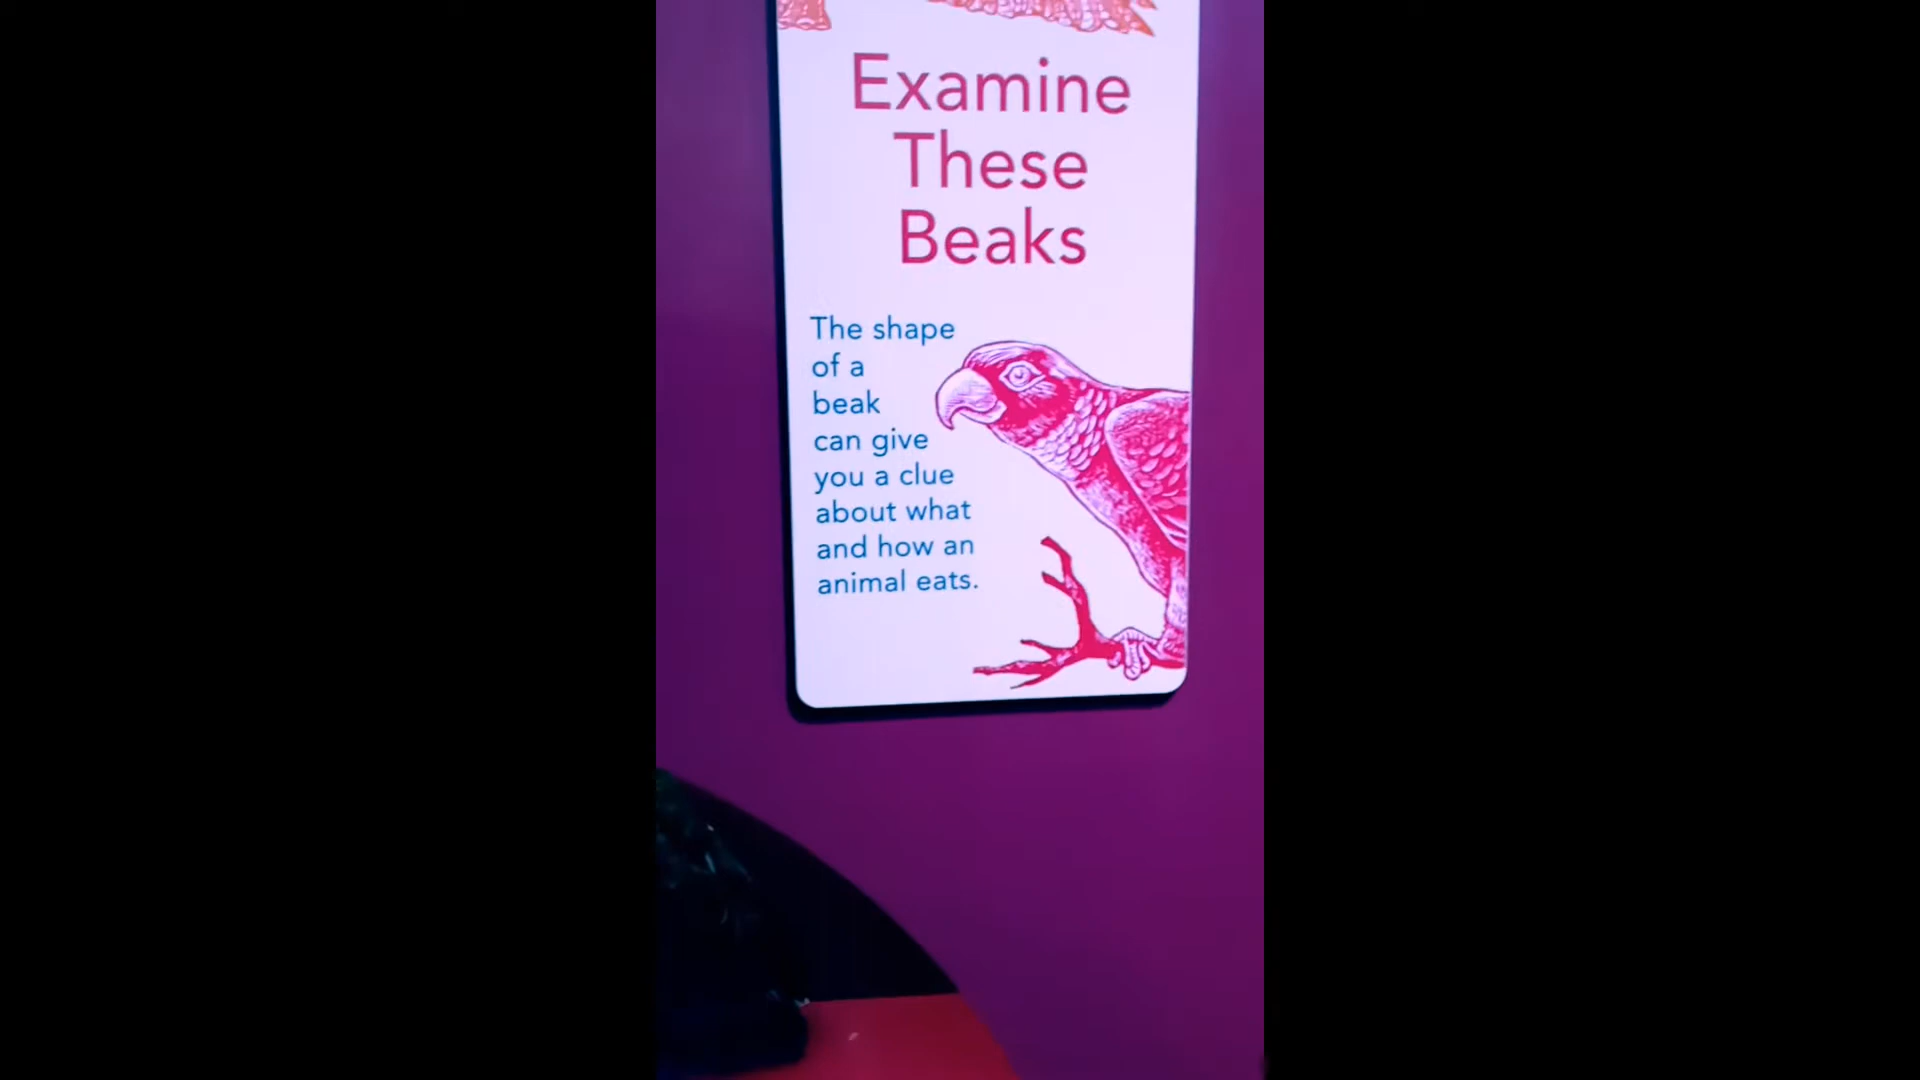 Examine
These
Beaks
The shape
of a
beak
can give
you a clue
about what
and how an
animal eats.